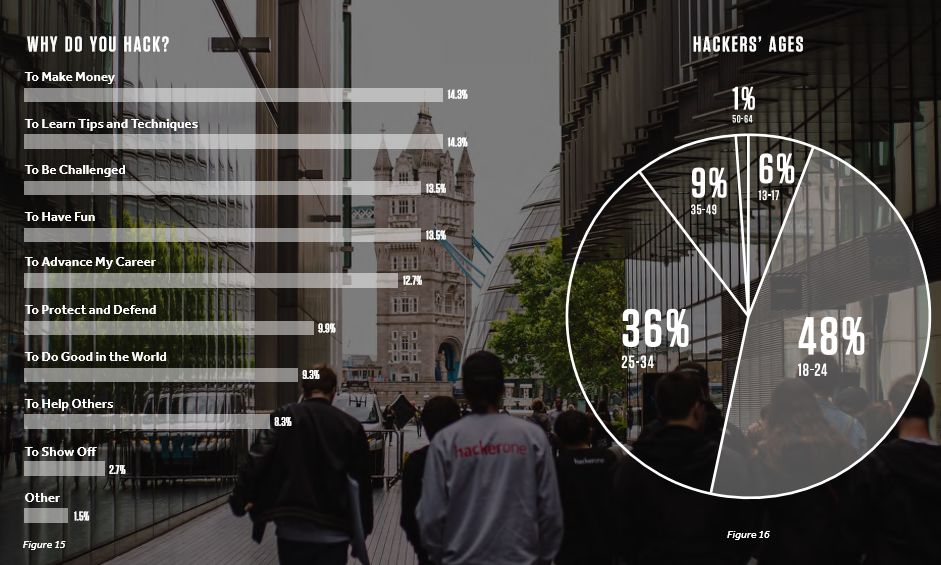 WHY DO YOU HACK?
To Make Money
14.3%
To Learn Tips and Techniques
14.3%
To Be Challenged
13.5%
To Have Fun
13.5%
To Advance My Career
12.7%
To Protect and Defend
9.9%
To Do Good in the World
9.3%
To Help Others
8.3%
To Show Off
2.7%
Other
1.5%
Figure 15
hackerone
hackerone
HACKERS' AGES
1%
50-64
6%
13-17
9%
35-49
36%
25-34
48%
18-24
Figure 16